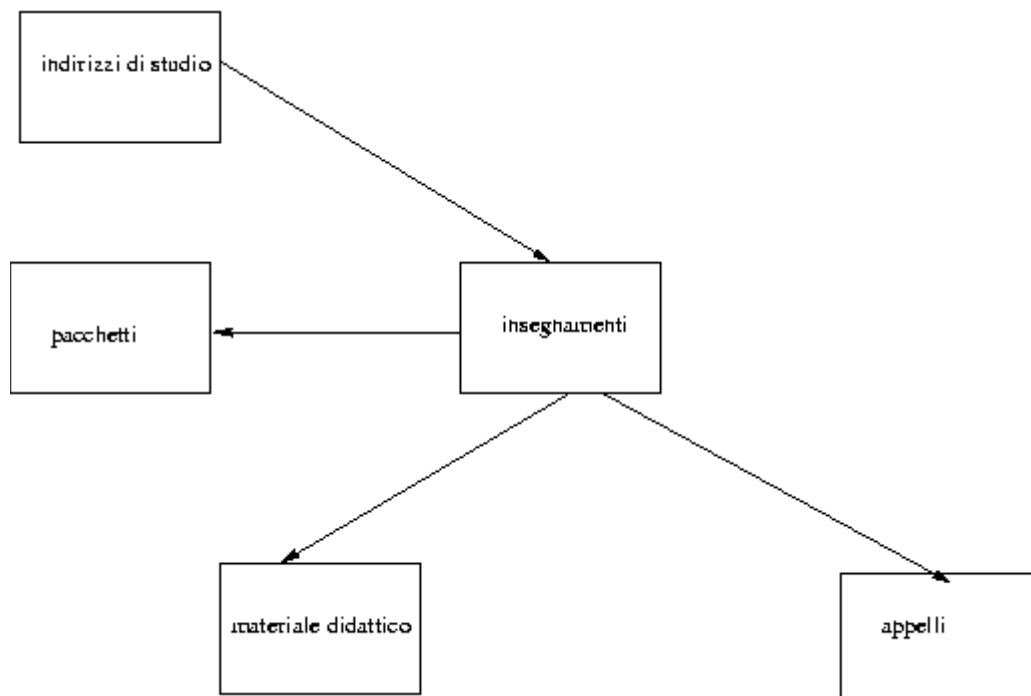 indirizzi di studio
insegnamenti
pacchetti
materiale didattico
appelli